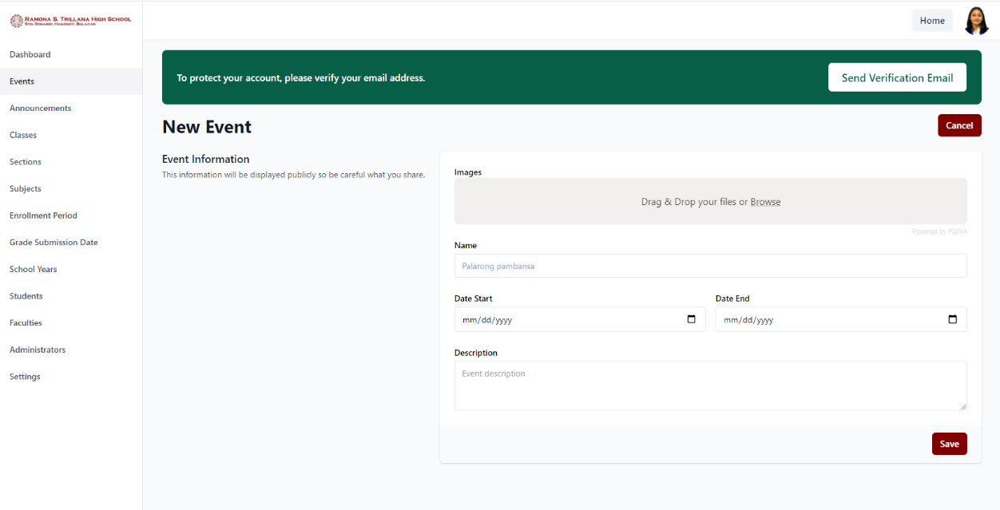 RAMONA S. TRILLANA HIGH SCHOOL
STO. ROSARIO, HAGONOY, BULACAN
Home
Dashboard
Events
Announcements
Classes
Sections
Subjects
Enrollment Period
Grade Submission Date
School Years
Students
Faculties
Administrators
Settings
To protect your account, please verify your email address.
Send Verification Email
New Event
Cancel
Event Information
This information will be displayed publicly so be careful what you share.
Images
Drag & Drop your files or Browse
Powered by PQINA
Name
Palarong pambansa
Date Start
Date End
mm/dd/yyyy
mm/dd/yyyy
Description
Event description
Save